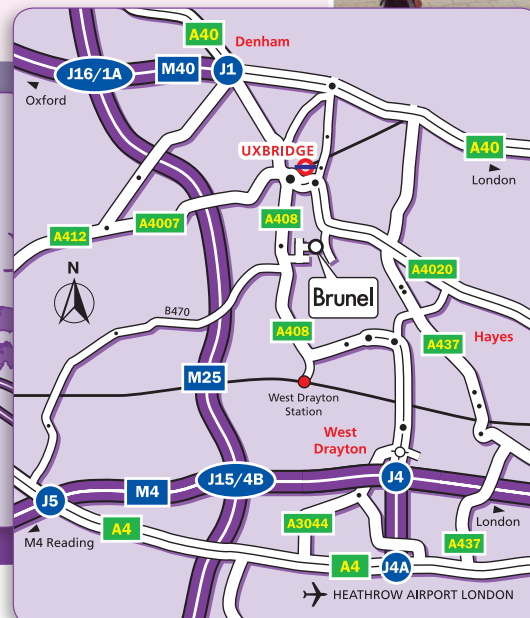 A40
Denham
J16/1A
M40
J1
Oxford
UXBRIDGE
A40
London
A408
A4007
A412
N
A4020
Brunel
B470
A408
A437
Hayes
M25
West Drayton
Station
West
Drayton
J15/4B
J4
M4
J5
London
M4 Reading
A4
A3044
A437
A4
J4A
HEATHROW AIRPORT LONDON